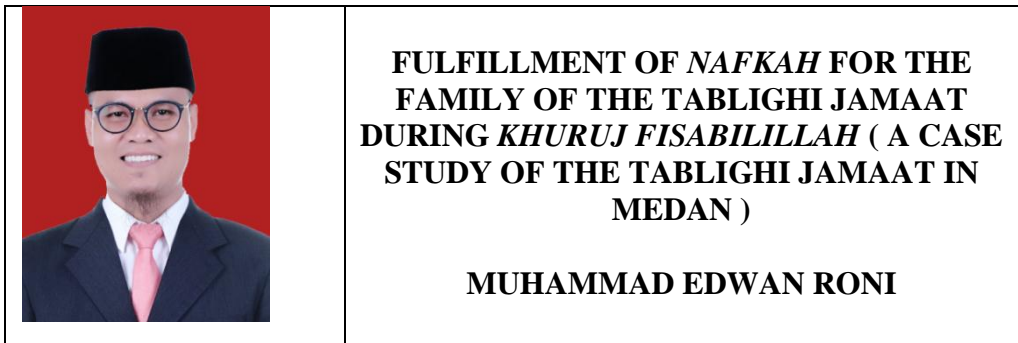 FULFILLMENT OF NAFKAH FOR THE
FAMILY OF THE TABLIGHI JAMAAT
DURING KHURUJ FISABILILLAH ( A CASE
STUDY OF THE TABLIGHI JAMAAT IN
MEDAN )
MUHAMMAD EDWAN RONI